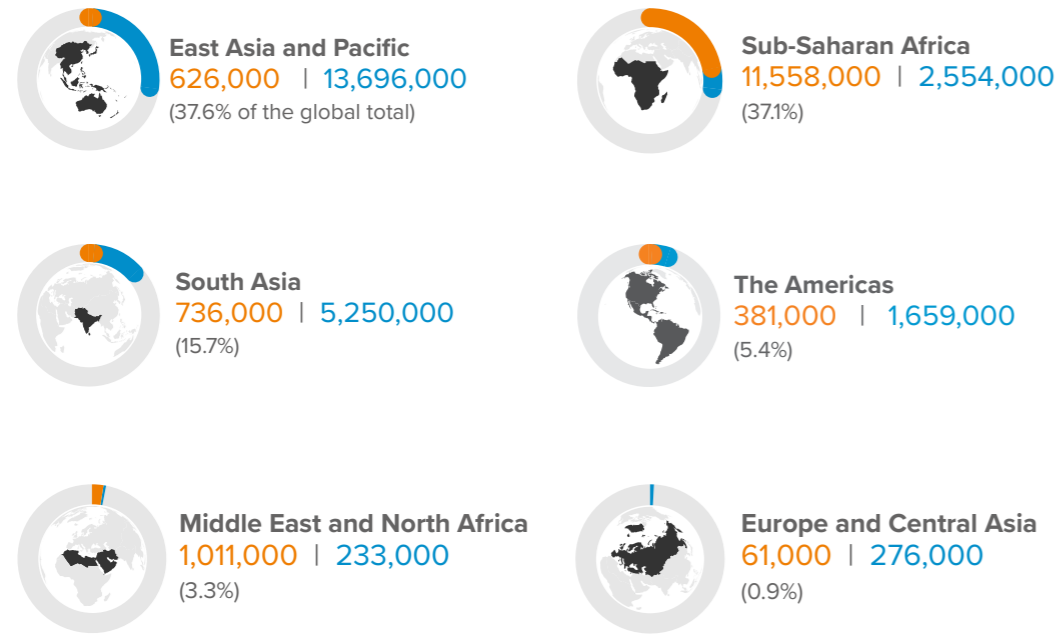 East Asia and Pacific
626,000 | 13,696,000
(37.6% of the global total)
Sub-Saharan Africa
11,558,000 | 2,554,000
(37.1%)
South Asia
736,000 | 5,250,000
(15.7%)
The Americas
381,000 | 1,659,000
(5.4%)
Middle East and North Africa
1,011,000 | 233,000
(3.3%)
Europe and Central Asia
61,000 | 276,000
(0.9%)